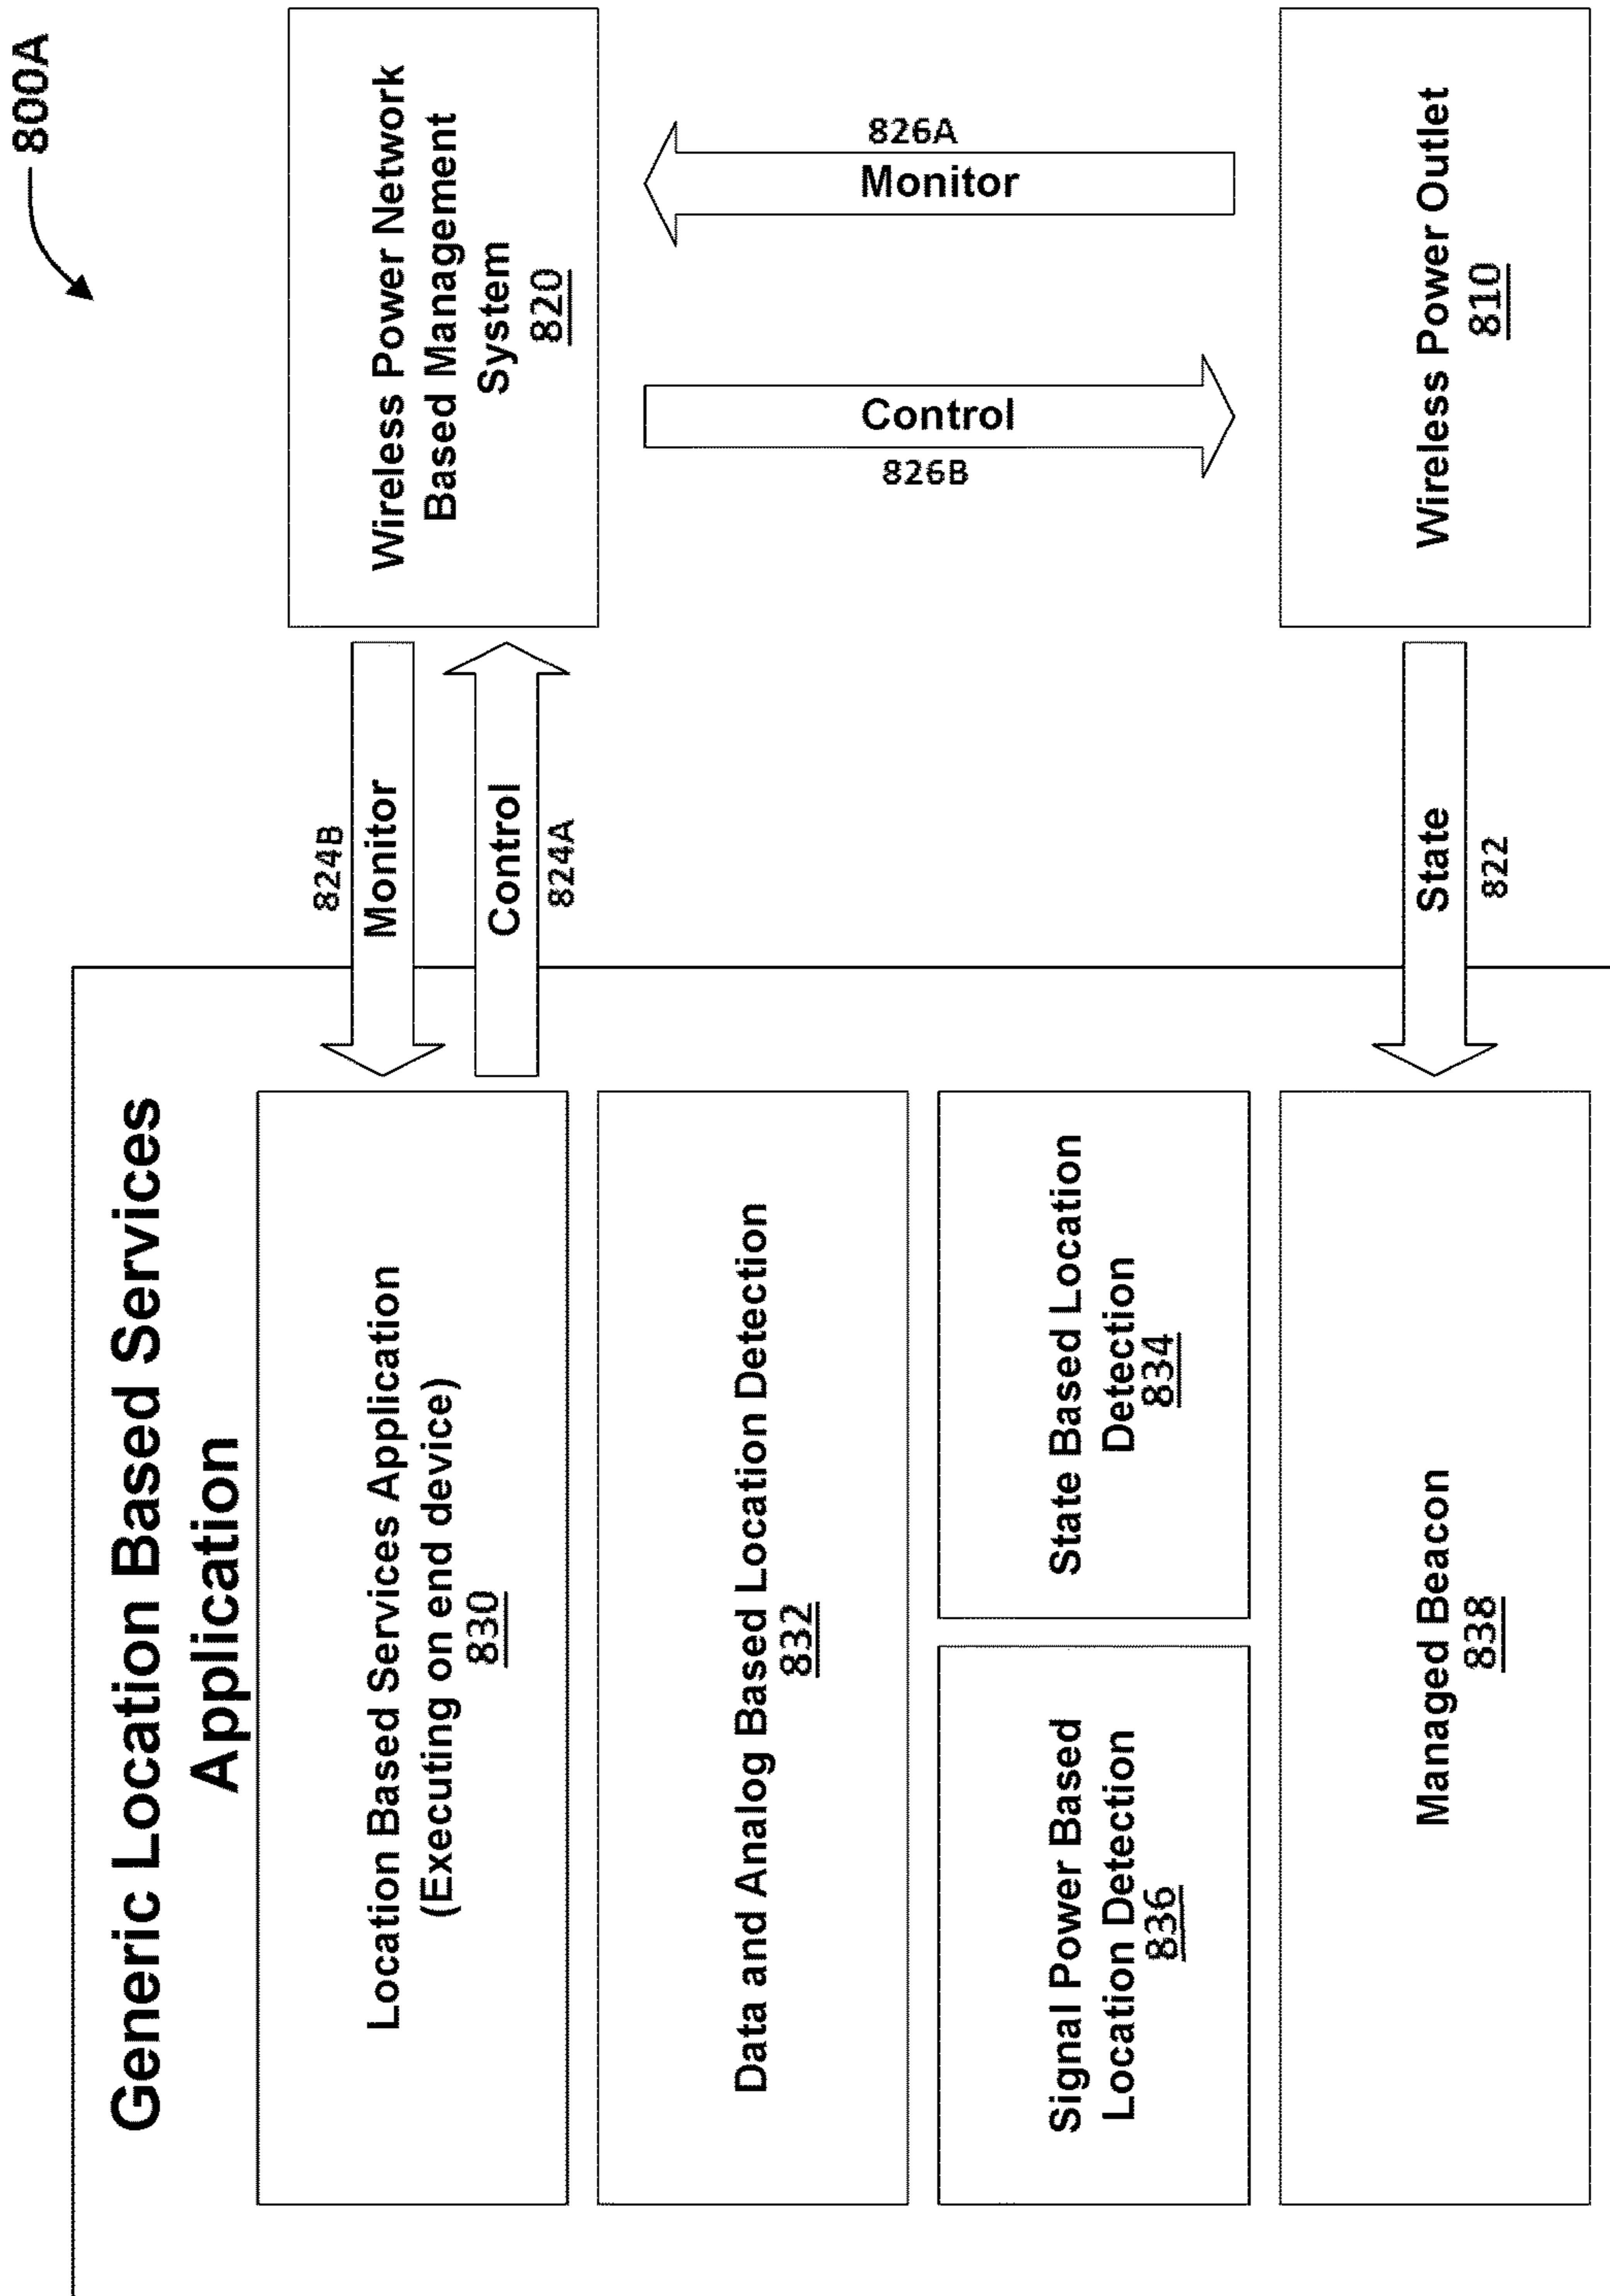 800A
Generic Location Based Services
Application
Location Based Services Application
(Executing on end device)
830
Data and Analog Based Location Detection
832
Signal Power Based
Location Detection
836
State Based Location
Detection
834
Managed Beacon
838
824B
Monitor
Control
824A
State
822
Wireless Power Network
Based Management
System
820
826A
Monitor
Control
826B
Wireless Power Outlet
810